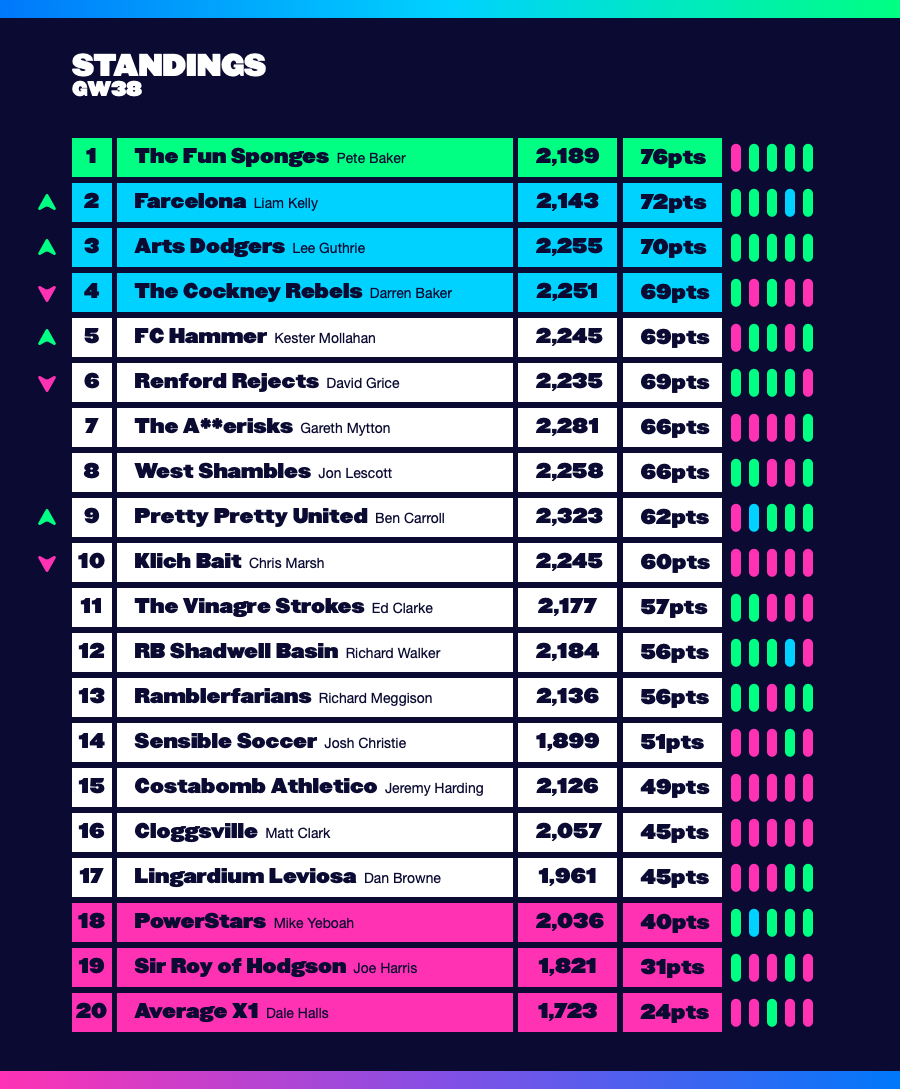 STANDINGS
GW38
1 The Fun Sponges Pete Baker 2,189 76pts
2 Farcelona Liam Kelly 2,143 72pts
3 Arts Dodgers Lee Guthrie 2,255 70pts
4 The Cockney Rebels Darren Baker 2,251 69pts
5 FC Hammer Kester Mollahan 2,245 69pts
6 Renford Rejects David Grice 2,235 69pts
7 The A**erisks Gareth Mytton 2,281 66pts
8 West Shambles Jon Lescott 2,258 66pts
9 Pretty Pretty United Ben Carroll 2,323 62pts
10 Klich Bait Chris Marsh 2,245 60pts
11 The Vinagre Strokes Ed Clarke 2,177 57pts
12 RB Shadwell Basin Richard Walker 2,184 56pts
13 Ramblerfarians Richard Meggison 2,136 56pts
14 Sensible Soccer Josh Christie 1,899 51pts
15 Costabomb Athletico Jeremy Harding 2,126 49pts
16 Cloggsville Matt Clark 2,057 45pts
17 Lingardium Leviosa Dan Browne 1,961 45pts
18 PowerStars Mike Yeboah 2,036 40pts
19 Sir Roy of Hodgson Joe Harris 1,821 31pts
20 Average X1 Dale Halls 1,723 24pts